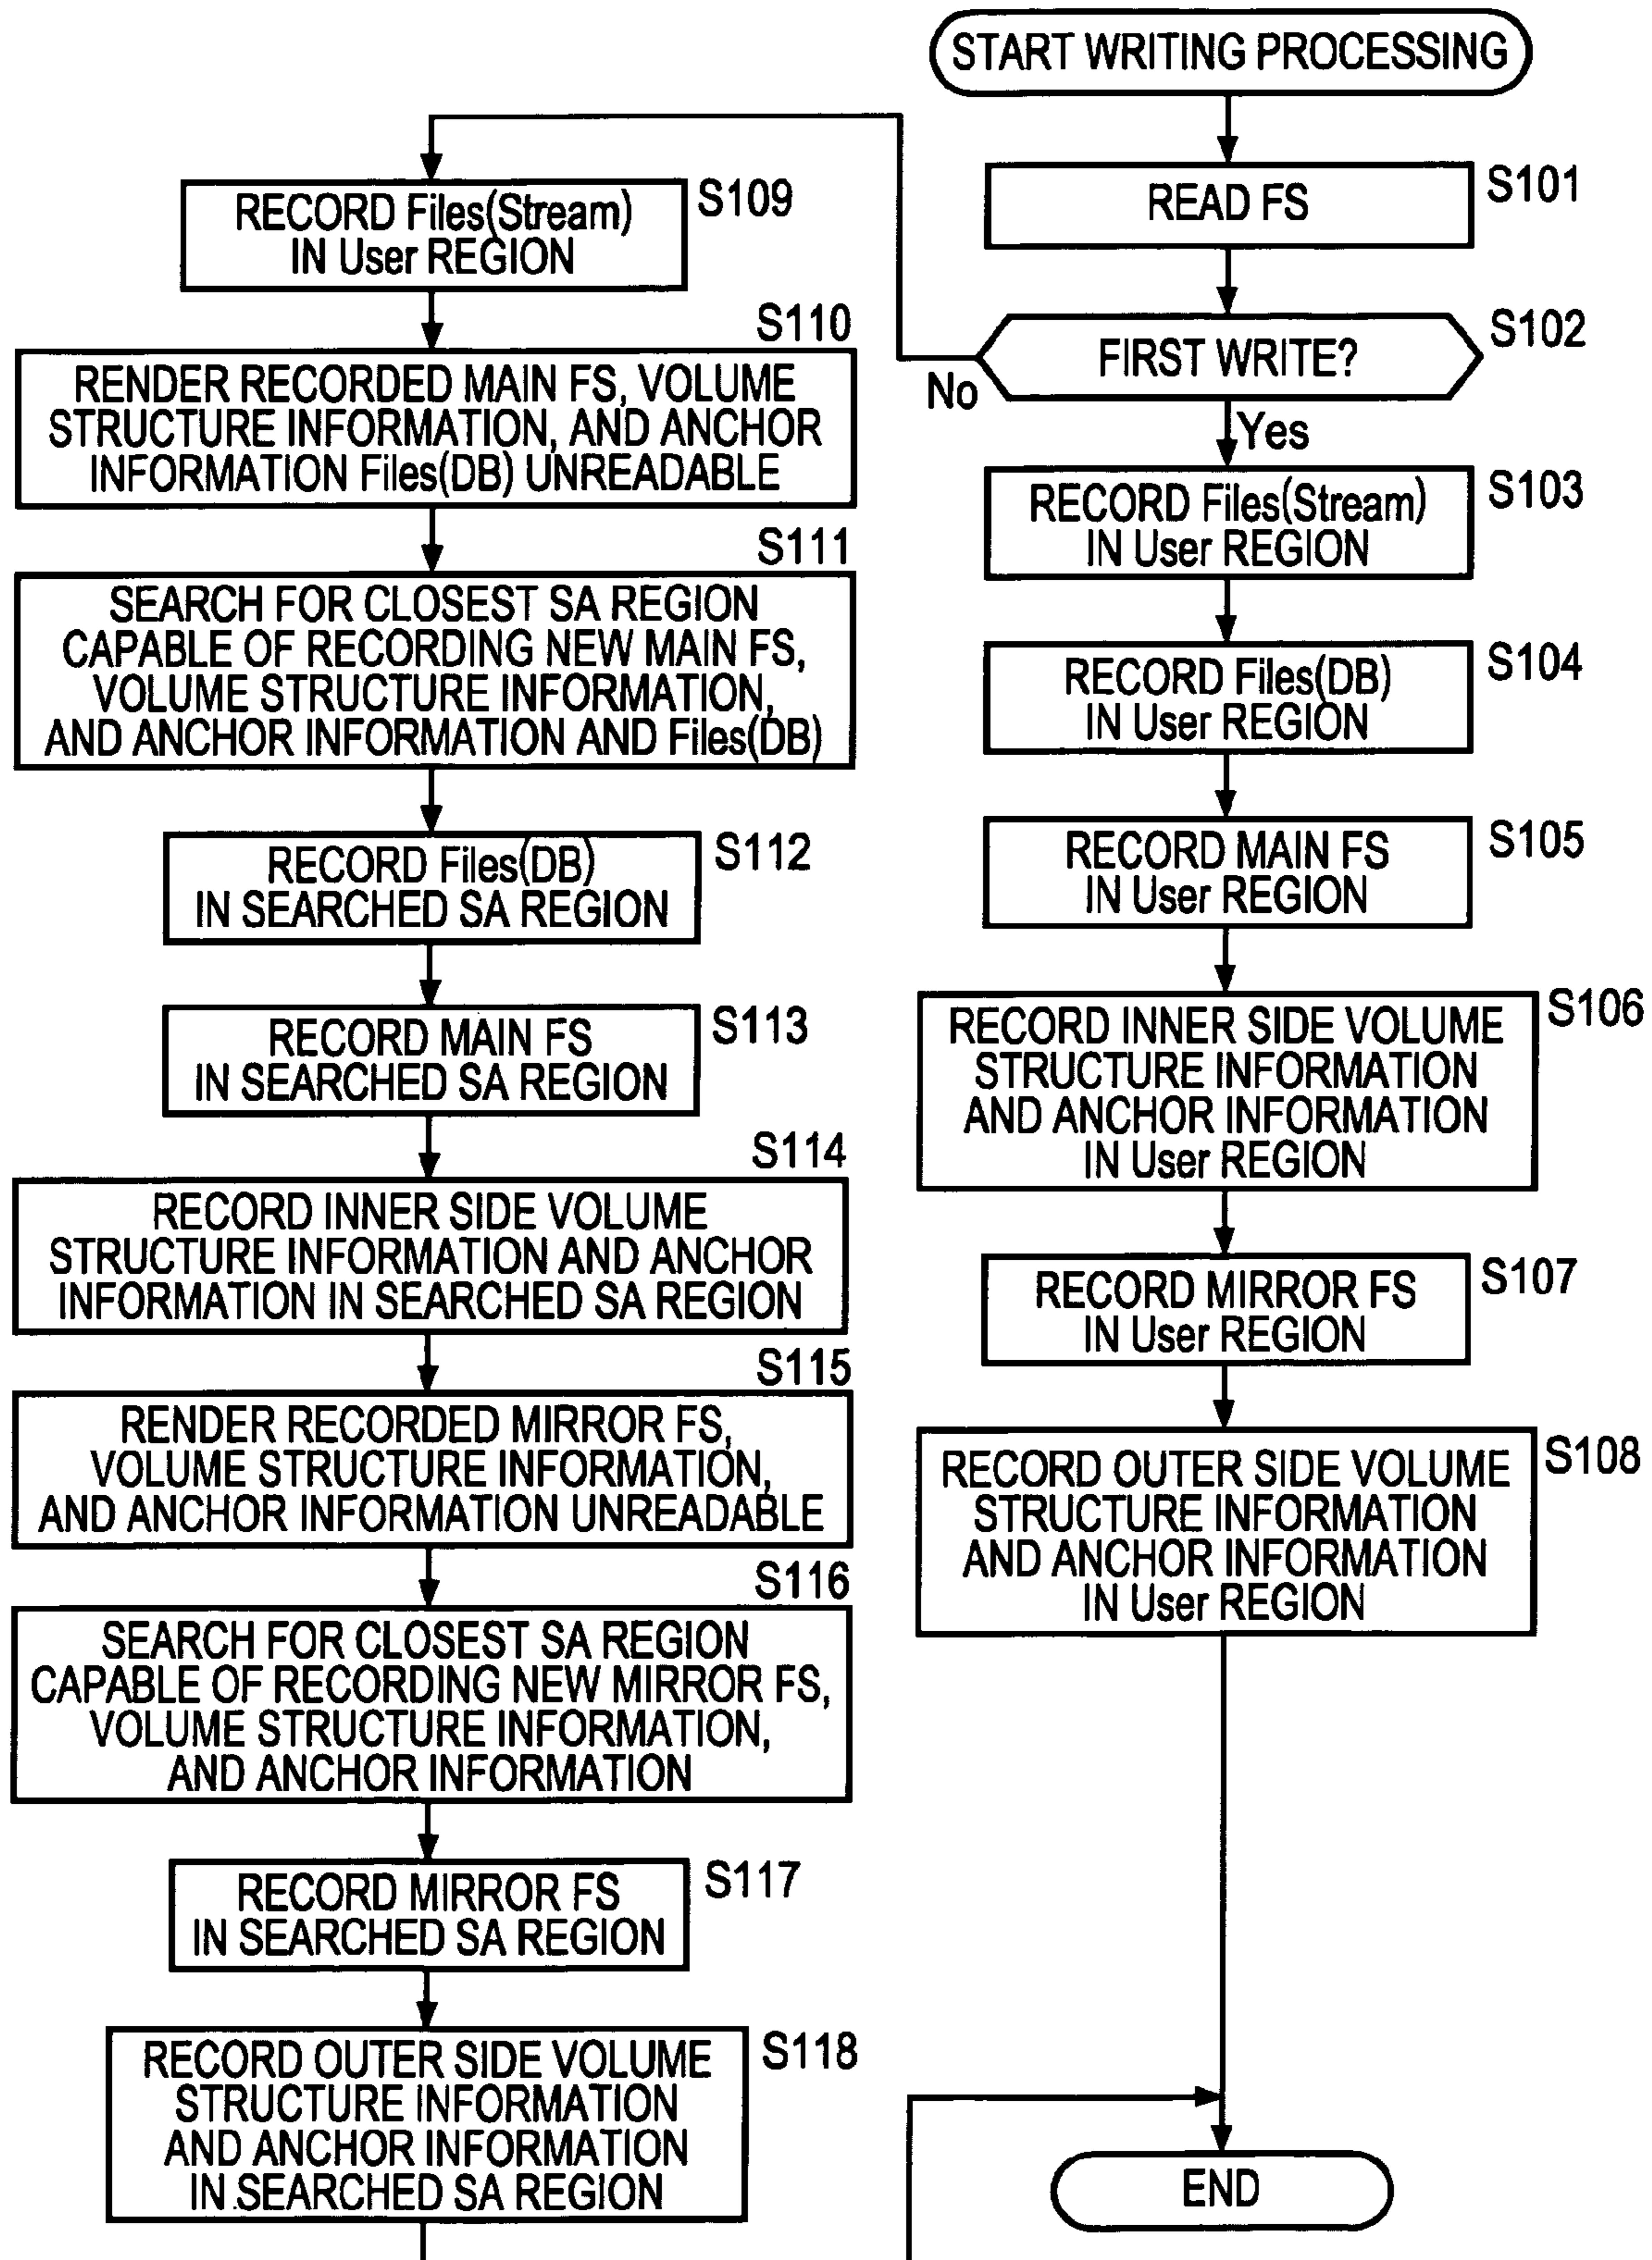 START WRITING PROCESSING
READ FS
S101
FIRST WRITE?
S102
No
Yes
RECORD Files(Stream)
IN User REGION
S103
RECORD Files(DB)
IN User REGION
S104
RECORD MAIN FS
IN User REGION
S105
RECORD INNER SIDE VOLUME
STRUCTURE INFORMATION
AND ANCHOR INFORMATION
IN User REGION
S106
RECORD MIRROR FS
IN User REGION
S107
RECORD OUTER SIDE VOLUME
STRUCTURE INFORMATION
AND ANCHOR INFORMATION
IN User REGION
S108
RECORD Files(Stream)
IN User REGION
S109
S110
RENDER RECORDED MAIN FS, VOLUME
STRUCTURE INFORMATION, AND ANCHOR
INFORMATION Files(DB) UNREADABLE
S111
SEARCH FOR CLOSEST SA REGION
CAPABLE OF RECORDING NEW MAIN FS,
VOLUME STRUCTURE INFORMATION,
AND ANCHOR INFORMATION AND Files(DB)
RECORD Files(DB)
IN SEARCHED SA REGION
S112
RECORD MAIN FS
IN SEARCHED SA REGION
S113
S114
RECORD INNER SIDE VOLUME
STRUCTURE INFORMATION AND ANCHOR
INFORMATION IN SEARCHED SA REGION
S115
RENDER RECORDED MIRROR FS,
VOLUME STRUCTURE INFORMATION,
AND ANCHOR INFORMATION UNREADABLE
S116
SEARCH FOR CLOSEST SA REGION
CAPABLE OF RECORDING NEW MIRROR FS,
VOLUME STRUCTURE INFORMATION,
AND ANCHOR INFORMATION
RECORD MIRROR FS
IN SEARCHED SA REGION
S117
RECORD OUTER SIDE VOLUME
STRUCTURE INFORMATION
AND ANCHOR INFORMATION
IN SEARCHED SA REGION
S118
END